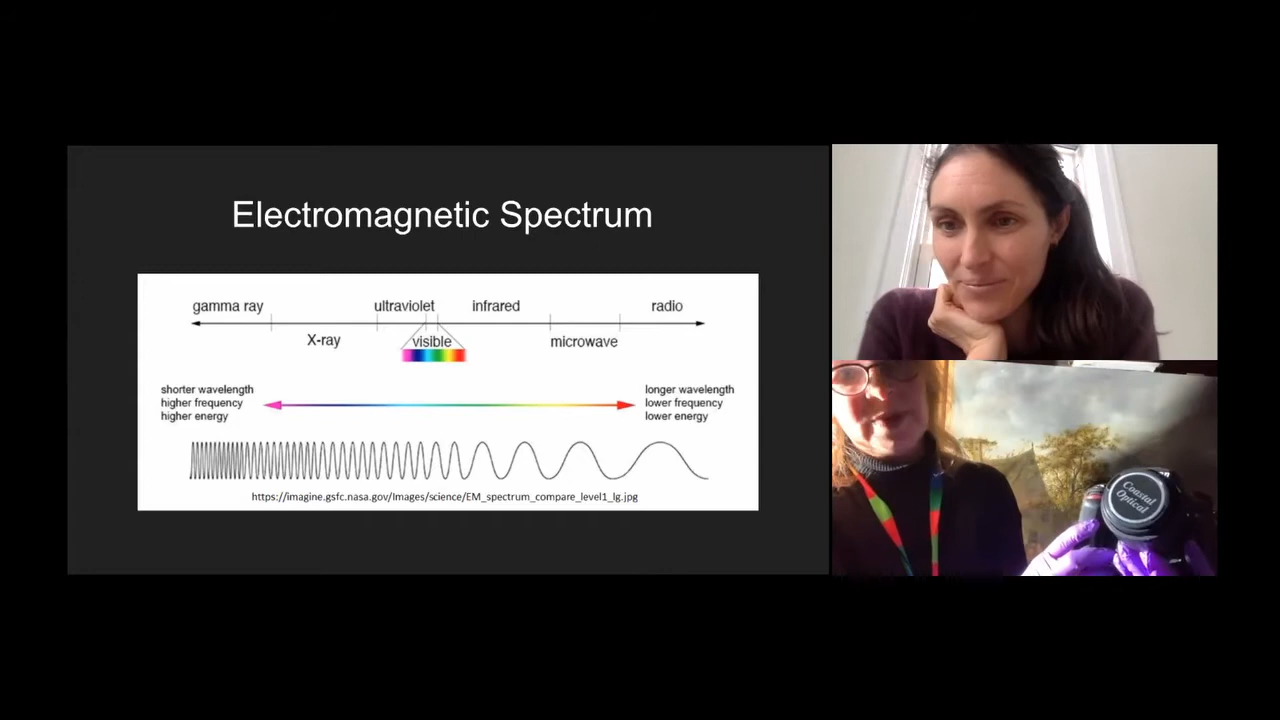 Electromagnetic Spectrum
gamma ray
ultraviolet
infrared
radio
X-ray
visible
microwave
shorter wavelength
higher frequency
higher energy
longer wavelength
lower frequency
lower energy
https://imagine.gsfc.nasa.gov/Images/science/EM_spectrum_compare_level1_lg.jpg
Coastal
Optical